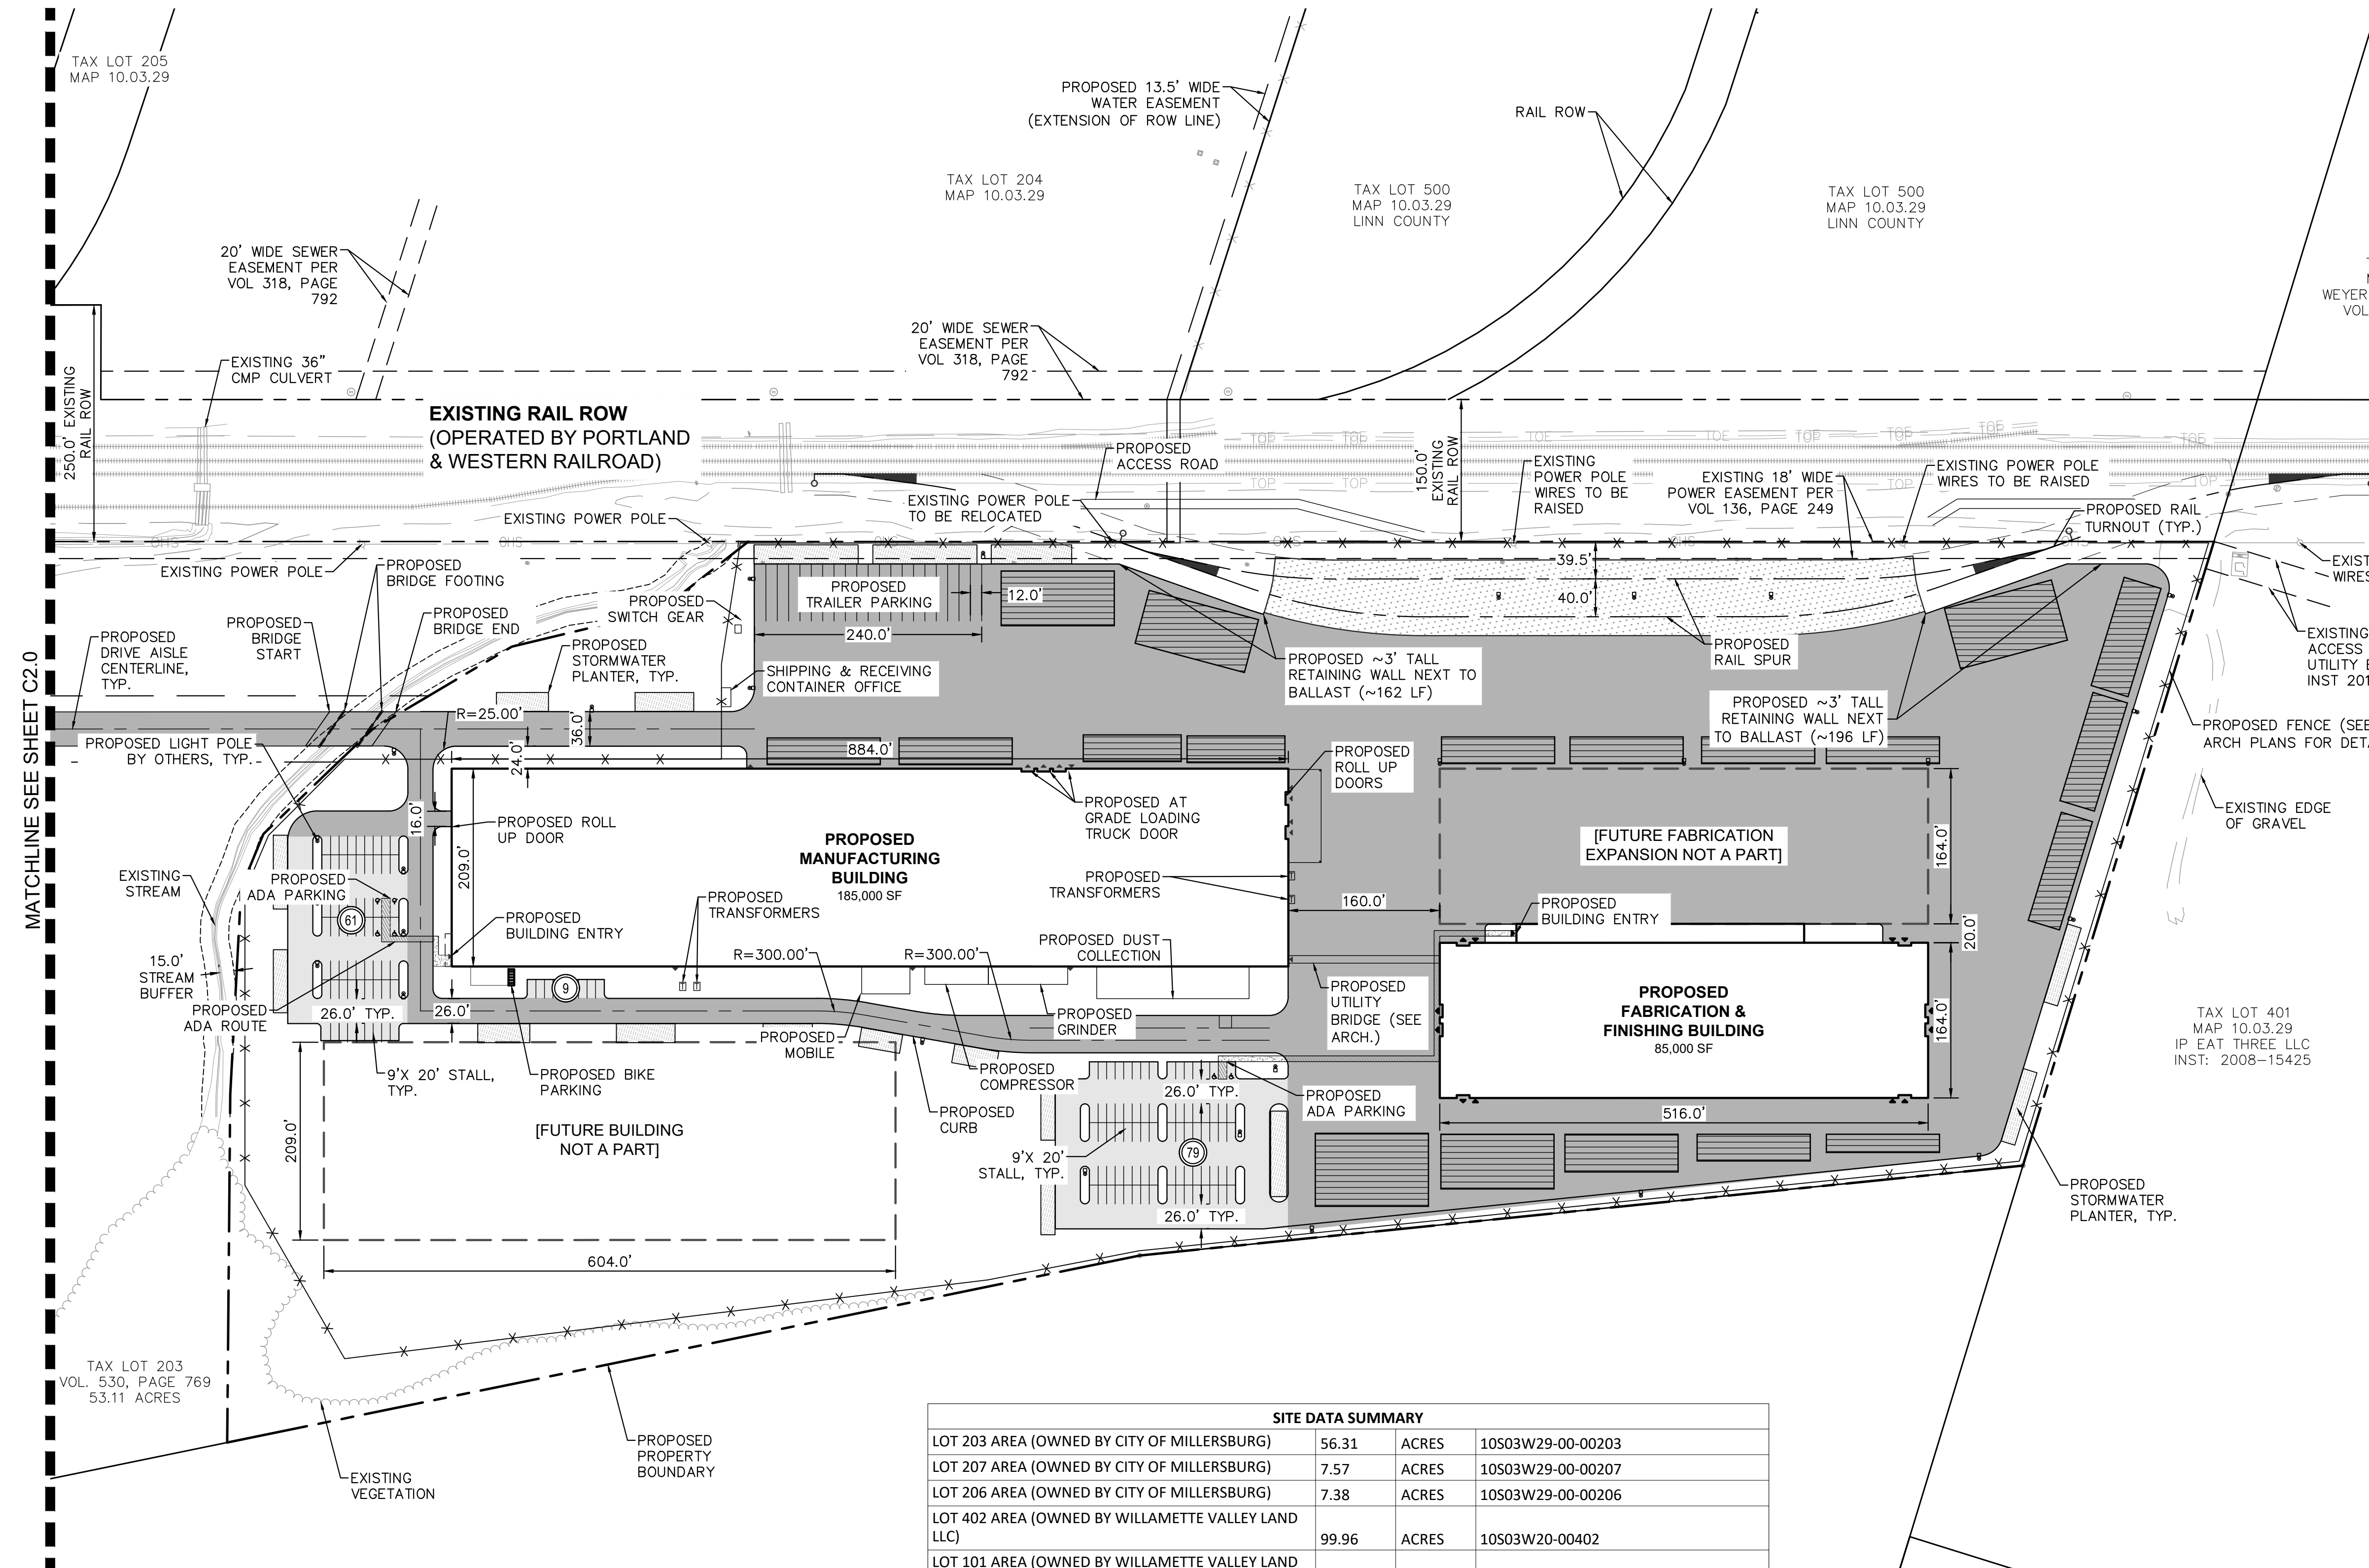 TAX LOT 205
MAP 10.03.29
PROPOSED 13.5' WIDE
WATER EASEMENT
(EXTENSION OF ROW LINE)
RAIL ROW
TAX LOT 204
MAP 10.03.29
TAX LOT 500
MAP 10.03.29
LINN COUNTY
TAX LOT 500
MAP 10.03.29
LINN COUNTY
20' WIDE SEWER
EASEMENT PER
VOL 318, PAGE
792
WEYER
VOL
20' WIDE SEWER
EASEMENT PER
VOL 318, PAGE
792
EXISTING 36"
CMP CULVERT
250.0' EXISTING
RAIL ROW
EXISTING RAIL ROW
(OPERATED BY PORTLAND
& WESTERN RAILROAD)
PROPOSED
ACCESS ROAD
150.0'
EXISTING
RAIL ROW
TOP
TOE
TOE
TOE
TOP
TOP
TOP
TOP
EXISTING
POWER POLE
WIRES TO BE
RAISED
EXISTING 18' WIDE
POWER EASEMENT PER
VOL 136, PAGE 249
EXISTING POWER POLE
WIRES TO BE RAISED
PROPOSED RAIL
TURNOUT (TYP.)
EXISTING POWER POLE
TO BE RELOCATED
EXISTING POWER POLE
OHS
OHS
OHS
OHS
EXISTING POWER POLE
PROPOSED
BRIDGE FOOTING
PROPOSED
BRIDGE END
PROPOSED
BRIDGE
START
PROPOSED
DRIVE AISLE
CENTERLINE,
TYP.
PROPOSED
SWITCH GEAR
PROPOSED
STORMWATER
PLANTER, TYP.
PROPOSED
TRAILER PARKING
12.0'
240.0'
39.5'
40.0'
SHIPPING & RECEIVING
CONTAINER OFFICE
PROPOSED ~3' TALL
RETAINING WALL NEXT TO
BALLAST (~162 LF)
PROPOSED
RAIL SPUR
PROPOSED ~3' TALL
RETAINING WALL NEXT
TO BALLAST (~196 LF)
EXIST
WIRES
EXISTING
ACCESS
UTILITY E
INST 201
PROPOSED FENCE (SEE
ARCH PLANS FOR DETA
MATCHLINE SEE SHEET C2.0
PROPOSED LIGHT POLE
BY OTHERS, TYP.
R=25.00'
36.0'
24.0'
884.0'
16.0'
209.0'
PROPOSED ROLL
UP DOOR
PROPOSED
MANUFACTURING
BUILDING
185,000 SF
PROPOSED AT
GRADE LOADING
TRUCK DOOR
PROPOSED
ROLL UP
DOORS
[FUTURE FABRICATION
EXPANSION NOT A PART]
164.0'
EXISTING EDGE
OF GRAVEL
EXISTING
STREAM
PROPOSED
ADA PARKING
61
PROPOSED
BUILDING ENTRY
PROPOSED
TRANSFORMERS
PROPOSED
TRANSFORMERS
160.0'
PROPOSED
BUILDING ENTRY
20.0'
15.0'
STREAM
BUFFER
PROPOSED
ADA ROUTE
26.0' TYP.
26.0'
9
R=300.00'
R=300.00'
PROPOSED DUST
COLLECTION
PROPOSED
UTILITY
BRIDGE (SEE
ARCH.)
PROPOSED
FABRICATION &
FINISHING BUILDING
85,000 SF
164.0'
516.0'
TAX LOT 401
MAP 10.03.29
IP EAT THREE LLC
INST: 2008-15425
PROPOSED
GRINDER
PROPOSED
MOBILE
PROPOSED
COMPRESSOR
PROPOSED
CURB
9'X 20' STALL,
TYP.
PROPOSED BIKE
PARKING
26.0' TYP.
PROPOSED
ADA PARKING
[FUTURE BUILDING
NOT A PART]
209.0'
604.0'
9'X 20'
STALL, TYP.
79
26.0' TYP.
PROPOSED
STORMWATER
PLANTER, TYP.
TAX LOT 203
VOL. 530, PAGE 769
53.11 ACRES
PROPOSED
PROPERTY
BOUNDARY
EXISTING
VEGETATION
SITE DATA SUMMARY
LOT 203 AREA (OWNED BY CITY OF MILLERSBURG) 56.31 ACRES 10S03W29-00-00203
LOT 207 AREA (OWNED BY CITY OF MILLERSBURG) 7.57 ACRES 10S03W29-00-00207
LOT 206 AREA (OWNED BY CITY OF MILLERSBURG) 7.38 ACRES 10S03W29-00-00206
LOT 402 AREA (OWNED BY WILLAMETTE VALLEY LAND
LLC) 99.96 ACRES 10S03W20-00402
LOT 101 AREA (OWNED BY WILLAMETTE VALLEY LAND